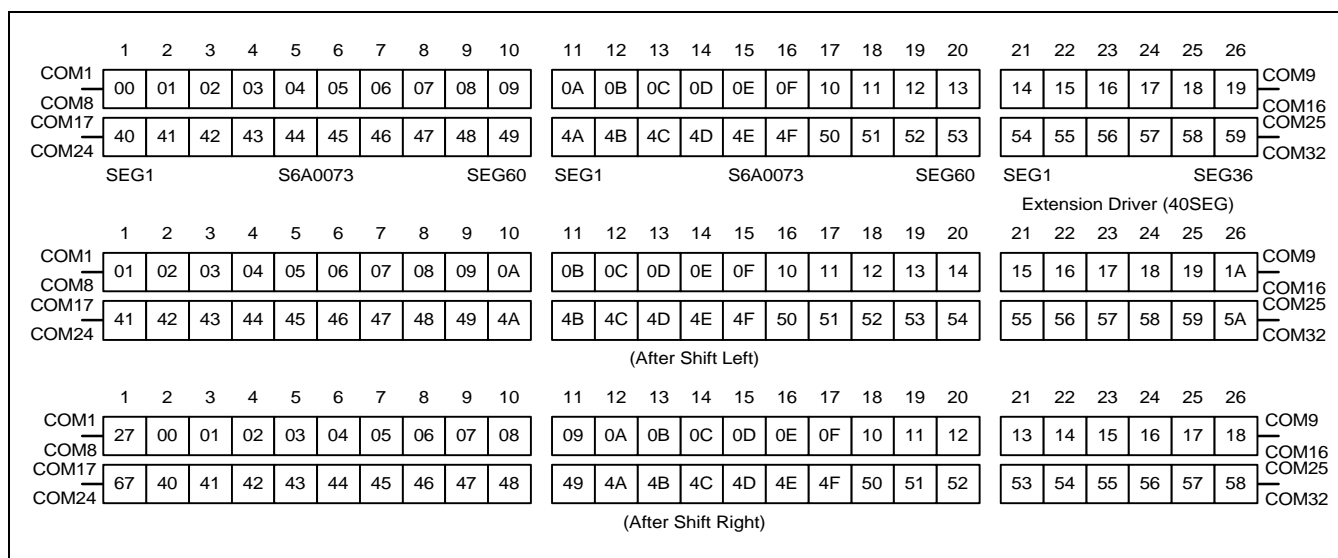 1 2 3 4 5 6 7 8 9 10 11 12 13 14 15 16 17 18 19 20 21 22 23 24 25 26
COM1 COM9
00 01 02 03 04 05 06 07 08 09 0A 0B 0C 0D 0E 0F 10 11 12 13 14 15 16 17 18 19
COM8 COM16
COM17 COM25
40 41 42 43 44 45 46 47 48 49 4A 4B 4C 4D 4E 4F 50 51 52 53 54 55 56 57 58 59
COM24 COM32
SEG1 S6A0073 SEG60 SEG1 S6A0073 SEG60 SEG1 SEG36
Extension Driver (40SEG)
1 2 3 4 5 6 7 8 9 10 11 12 13 14 15 16 17 18 19 20 21 22 23 24 25 26
COM1 COM9
01 02 03 04 05 06 07 08 09 0A 0B 0C 0D 0E 0F 10 11 12 13 14 15 16 17 18 19 1A
COM8 COM16
COM17 COM25
41 42 43 44 45 46 47 48 49 4A 4B 4C 4D 4E 4F 50 51 52 53 54 55 56 57 58 59 5A
COM24 COM32
(After Shift Left)
1 2 3 4 5 6 7 8 9 10 11 12 13 14 15 16 17 18 19 20 21 22 23 24 25 26
COM1 COM9
27 00 01 02 03 04 05 06 07 08 09 0A 0B 0C 0D 0E 0F 10 11 12 13 14 15 16 17 18
COM8 COM16
COM17 COM25
67 40 41 42 43 44 45 46 47 48 49 4A 4B 4C 4D 4E 4F 50 51 52 53 54 55 56 57 58
COM24 COM32
(After Shift Right)